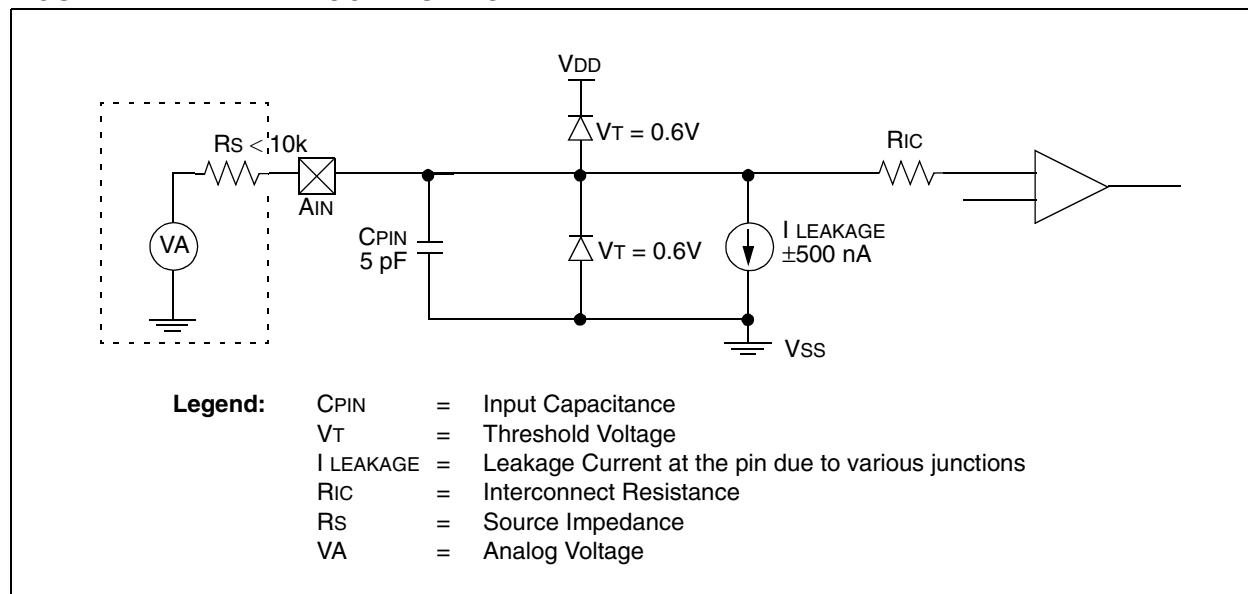 VDD
VT = 0.6V
RS < 10k
RIC
AIN
VA
CPIN
5 pF
VT = 0.6V
I LEAKAGE
±500 nA
VSS
Legend: CPIN = Input Capacitance
VT = Threshold Voltage
I LEAKAGE = Leakage Current at the pin due to various junctions
RIC = Interconnect Resistance
RS = Source Impedance
VA = Analog Voltage